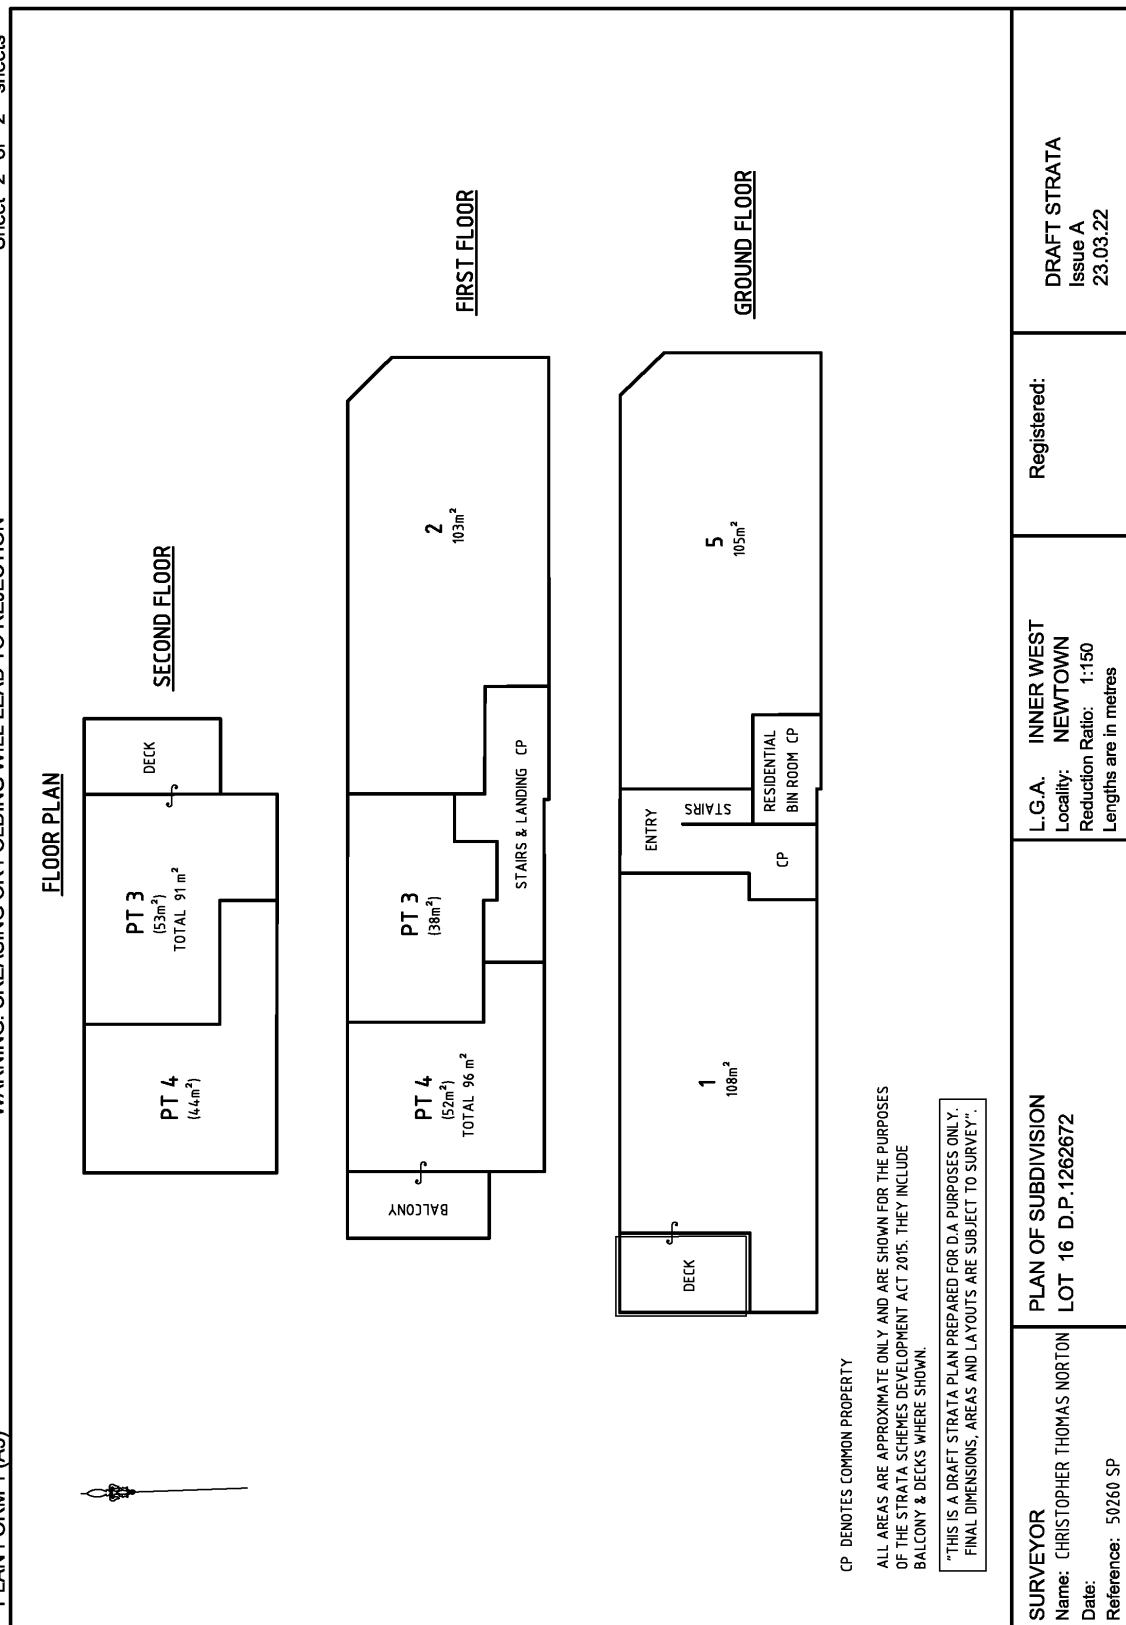 PLAN FORM 1 (A3)
WARNING: CREASING OR FOLDING WILL LEAD TO REJECTION
Sheet 2 of 2 sheets
FLOOR PLAN
SECOND FLOOR
DECK
PT 3
(53m²)
TOTAL 91 m²
PT 4
(44m²)
FIRST FLOOR
2
103m²
STAIRS & LANDING CP
PT 3
(38m²)
PT 4
(52m²)
TOTAL 96 m²
BALCONY
GROUND FLOOR
5
105m²
RESIDENTIAL
BIN ROOM CP
STAIRS
ENTRY
CP
1
108m²
DECK
CP DENOTES COMMON PROPERTY
ALL AREAS ARE APPROXIMATE ONLY AND ARE SHOWN FOR THE PURPOSES
OF THE STRATA SCHEMES DEVELOPMENT ACT 2015. THEY INCLUDE
BALCONY & DECKS WHERE SHOWN.
"THIS IS A DRAFT STRATA PLAN PREPARED FOR D.A PURPOSES ONLY.
FINAL DIMENSIONS, AREAS AND LAYOUTS ARE SUBJECT TO SURVEY".
SURVEYOR
Name: CHRISTOPHER THOMAS NORTON
Date:
Reference: 50260 SP
PLAN OF SUBDIVISION
LOT 16 D.P.1262672
L.G.A. INNER WEST
Locality: NEWTOWN
Reduction Ratio: 1:150
Lengths are in metres
Registered:
DRAFT STRATA
Issue A
23.03.22